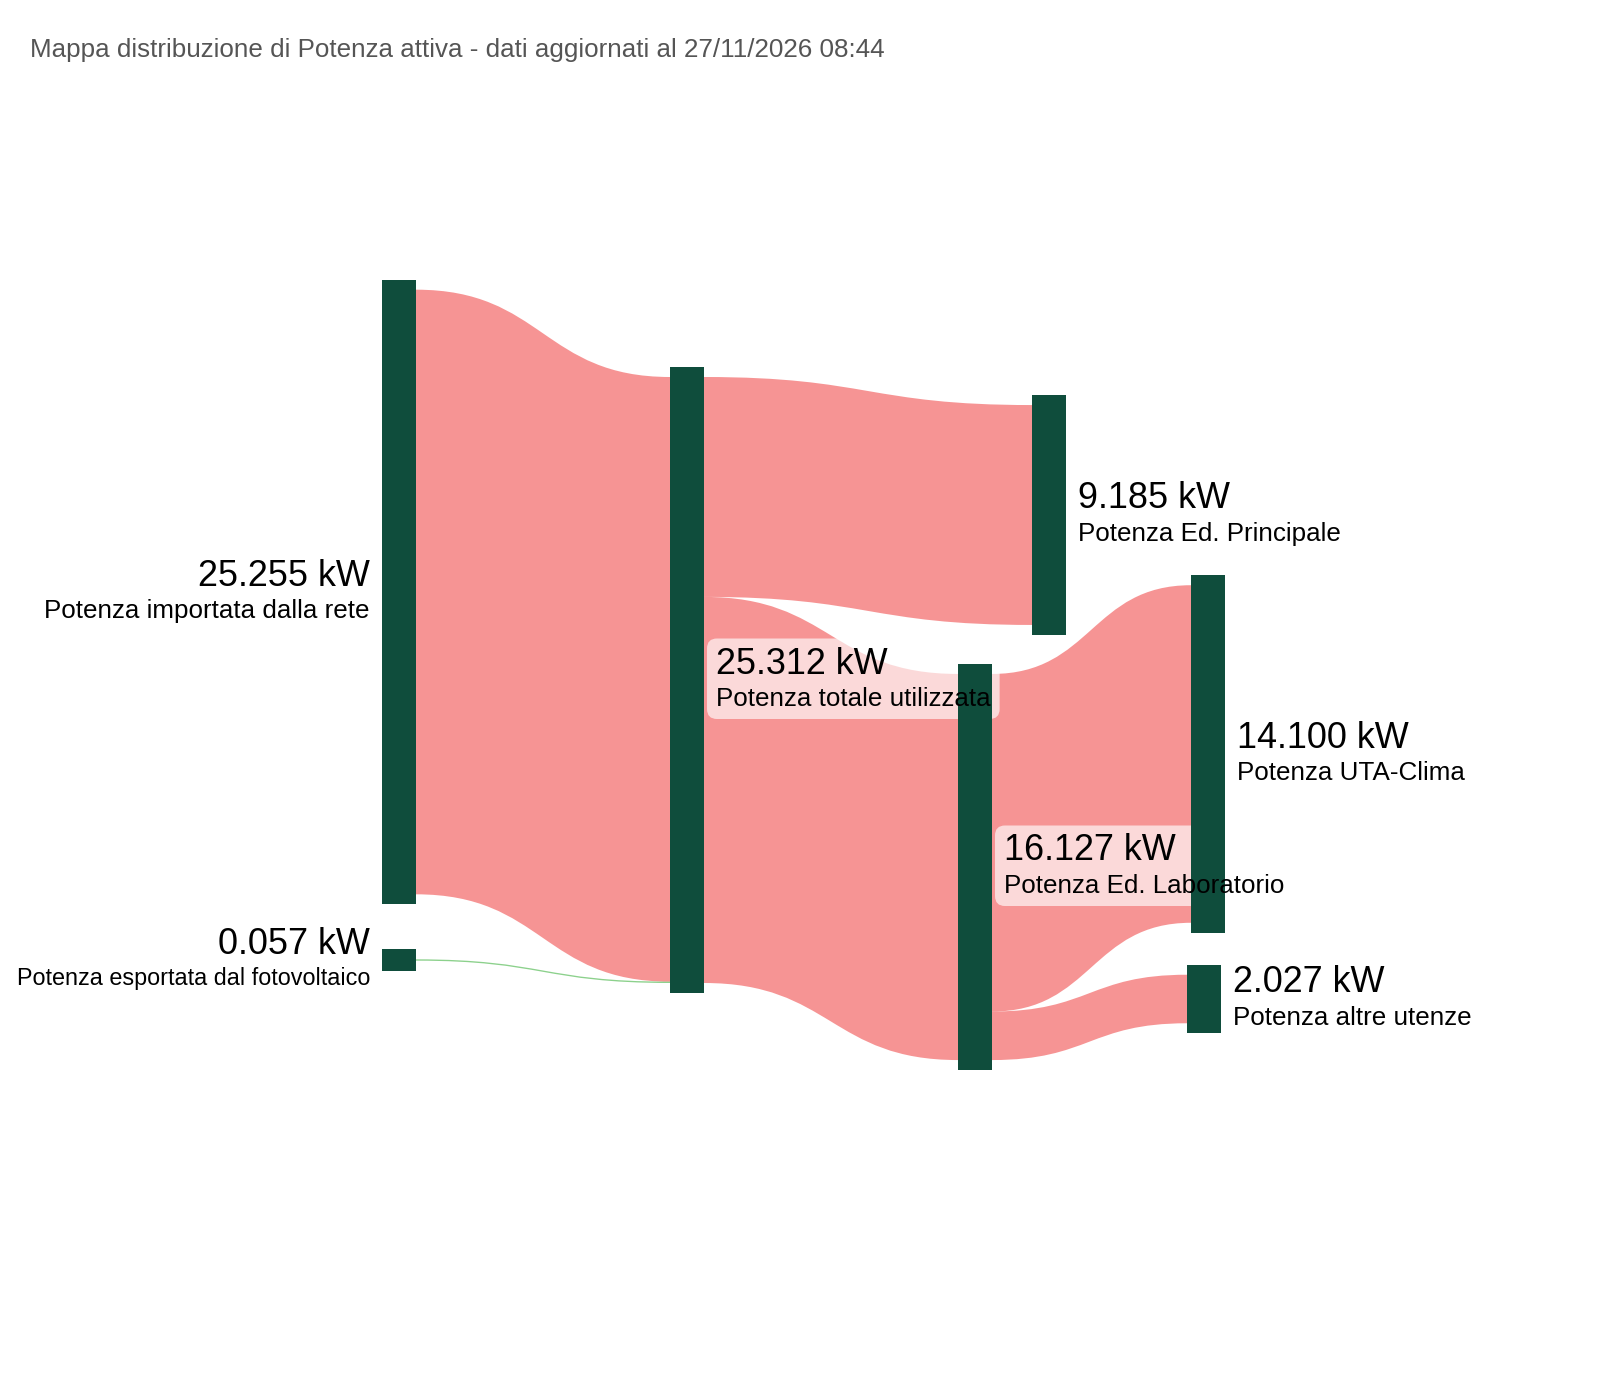 Mappa distribuzione di Potenza attiva - dati aggiornati al 27/11/2026 08:44
25.255 kW
Potenza importata dalla rete
0.057 kW
Potenza esportata dal fotovoltaico
25.312 kW
Potenza totale utilizzata
9.185 kW
Potenza Ed. Principale
16.127 kW
Potenza Ed. Laboratorio
14.100 kW
Potenza UTA-Clima
2.027 kW
Potenza altre utenze